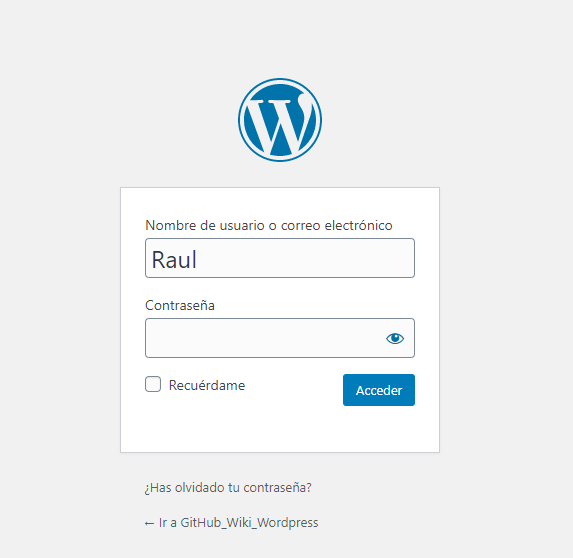 Nombre de usuario o correo electrónico
Raul
Contraseña
Recuérdame
Acceder
¿Has olvidado tu contraseña?
← Ir a GitHub_Wiki_Wordpress